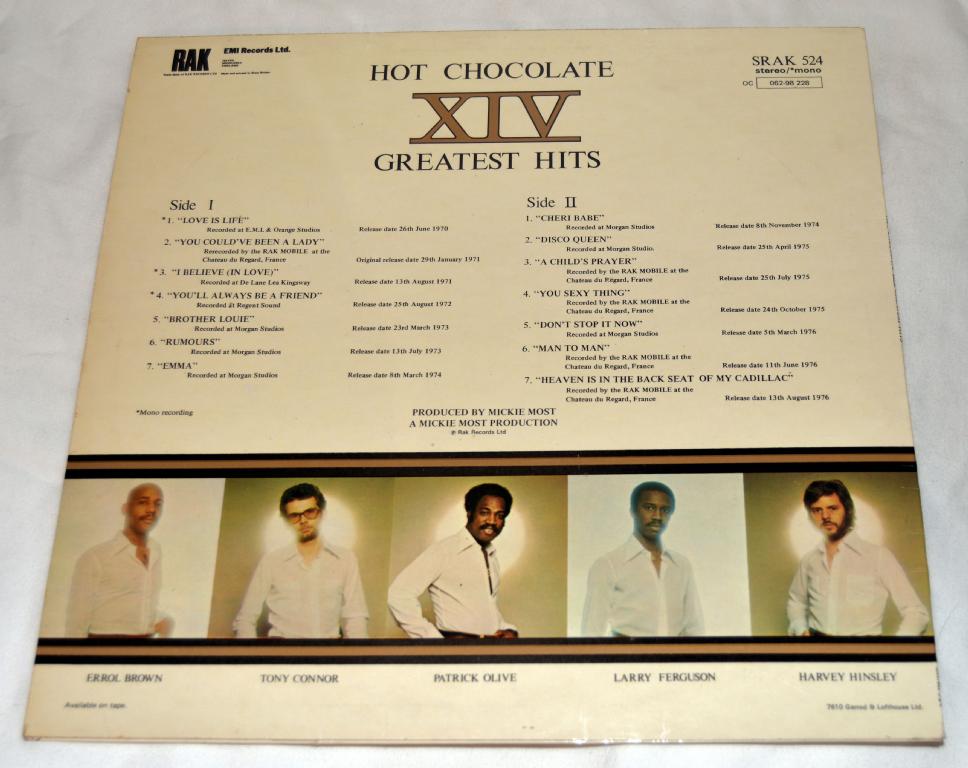 RAK
EMI Records Ltd.
HOT CHOCOLATE
XIV
GREATEST HITS
SRAK 524
stereo/*mono
OC 062-98 228
Side I
*1. "LOVE IS LIFE"
Recorded at E.M.I. & Orange Studios Release date 26th June 1970
2. "YOU COULD'VE BEEN A LADY"
Rerecorded by the RAK MOBILE at the
Chateau du Regard, France Original release date 29th January 1971
*3. "I BELIEVE (IN LOVE)"
Recorded at De Lane Lea Kingsway Release date 13th August 1971
*4. "YOU'LL ALWAYS BE A FRIEND"
Recorded at Regent Sound Release date 25th August 1972
5. "BROTHER LOUIE"
Recorded at Morgan Studios Release date 23rd March 1973
6. "RUMOURS"
Recorded at Morgan Studios Release date 13th July 1973
7. "EMMA"
Recorded at Morgan Studios Release date 8th March 1974
Side II
1. "CHERI BABE"
Recorded at Morgan Studios Release date 8th November 1974
2. "DISCO QUEEN"
Recorded at Morgan Studio. Release date 25th April 1975
3. "A CHILD'S PRAYER"
Recorded by the RAK MOBILE at the
Chateau du Regard, France Release date 25th July 1975
4. "YOU SEXY THING"
Recorded by the RAK MOBILE at the
Chateau du Regard, France Release date 24th October 1975
5. "DON'T STOP IT NOW"
Recorded at Morgan Studios Release date 5th March 1976
6. "MAN TO MAN"
Recorded by the RAK MOBILE at the
Chateau du Regard, France Release date 11th June 1976
7. "HEAVEN IS IN THE BACK SEAT OF MY CADILLAC"
Recorded by the RAK MOBILE at the
Chateau du Regard, France Release date 13th August 1976
*Mono recording
PRODUCED BY MICKIE MOST
A MICKIE MOST PRODUCTION
℗ Rak Records Ltd
ERROL BROWN
TONY CONNOR
PATRICK OLIVE
LARRY FERGUSON
HARVEY HINSLEY
Available on tape.
7610 Garrod & Lofthouse Ltd.